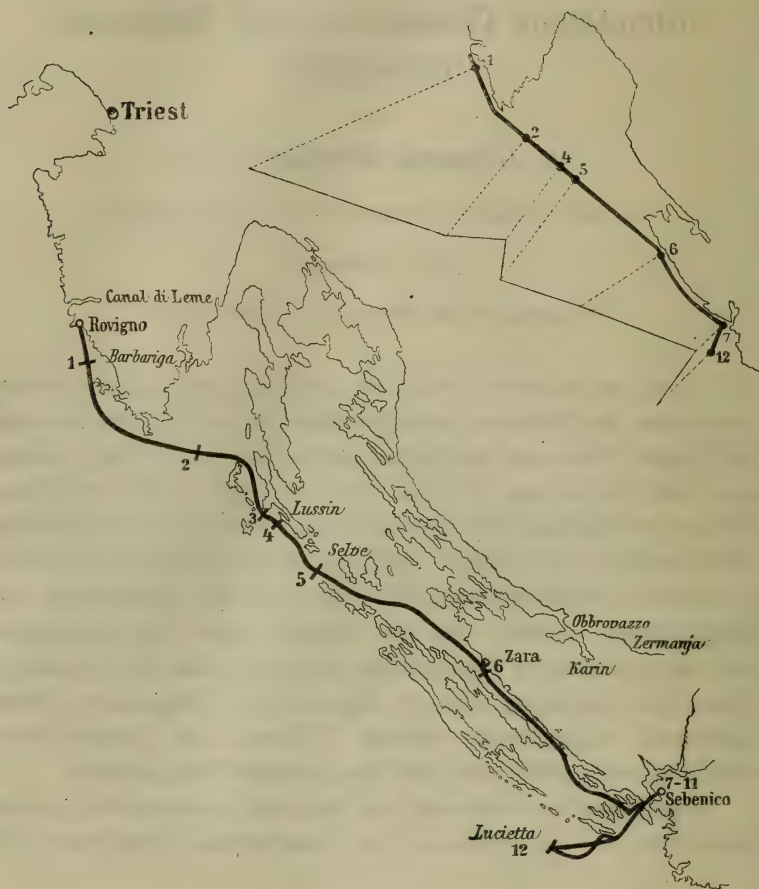 Triest
Canal di Leme
Rovigno
1
Barbariga
2
3
Lussin
4
Selve
5
Obbrovazzo
Zermanja
Karin
Zara
6
7-11
Sebenico
Lucietta
12
1
2
4
5
6
7
12